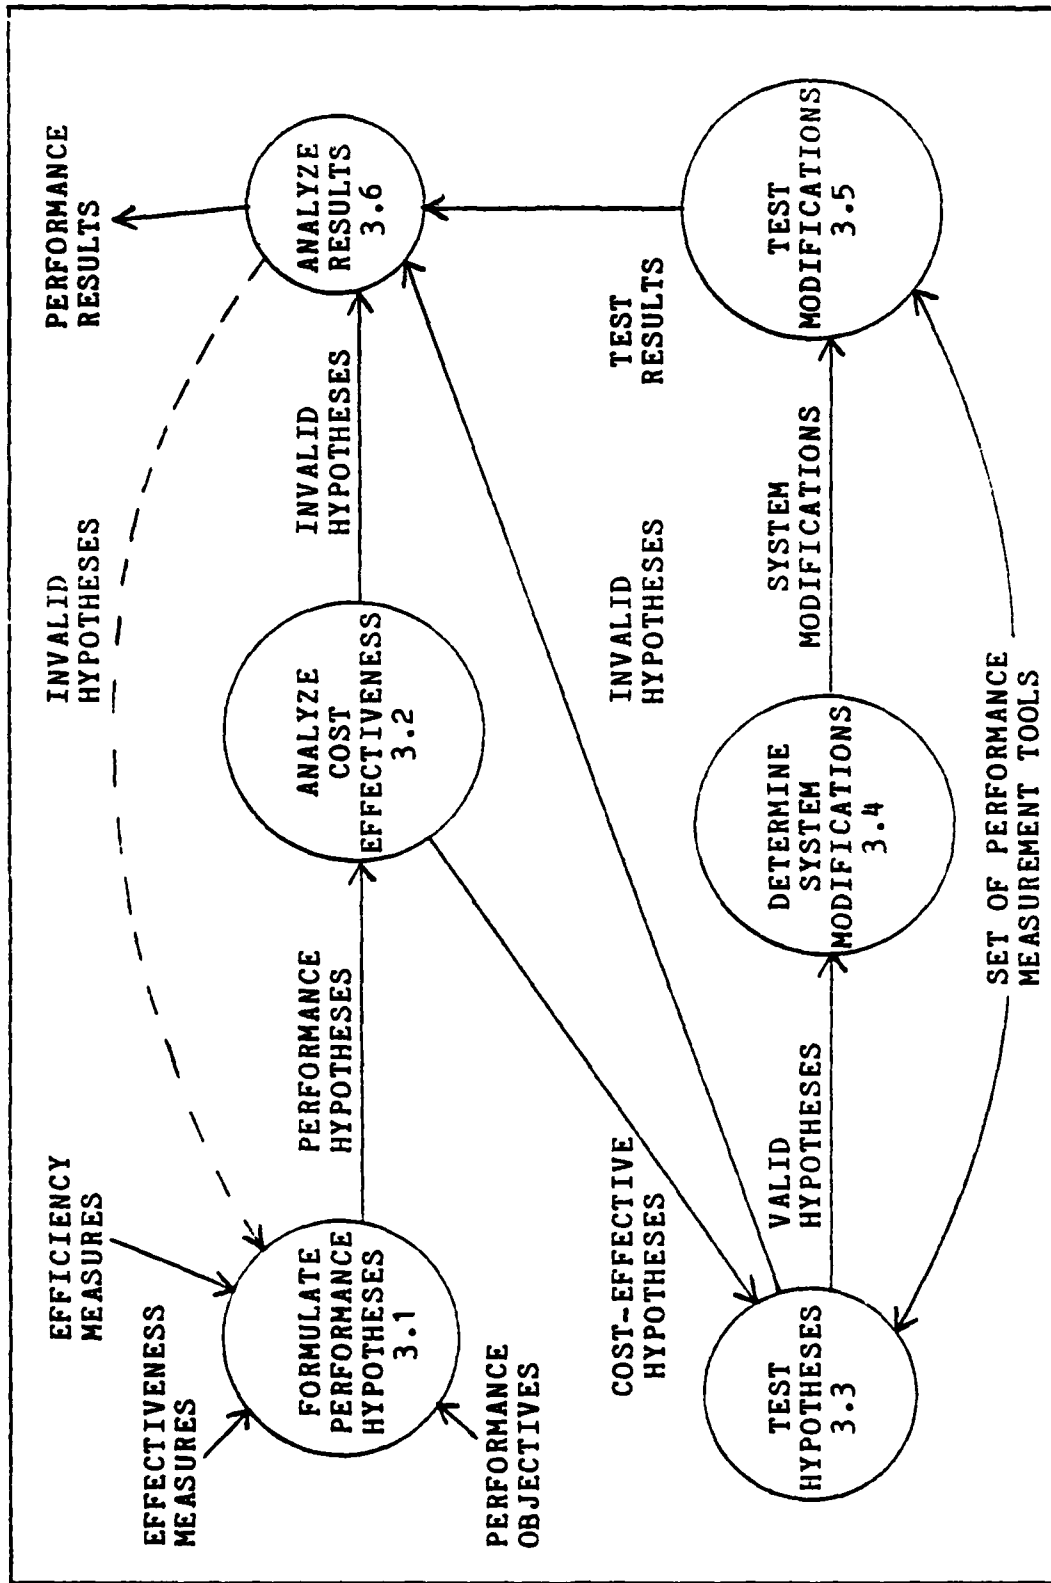 EFFECTIVENESS
MEASURES
EFFICIENCY
MEASURES
INVALID
HYPOTHESES
PERFORMANCE
RESULTS
FORMULATE
PERFORMANCE
HYPOTHESES
3.1
PERFORMANCE
HYPOTHESES
ANALYZE
COST
EFFECTIVENESS
3.2
INVALID
HYPOTHESES
ANALYZE
RESULTS
3.6
PERFORMANCE
OBJECTIVES
COST-EFFECTIVE
HYPOTHESES
INVALID
HYPOTHESES
TEST
RESULTS
TEST
HYPOTHESES
3.3
VALID
HYPOTHESES
DETERMINE
SYSTEM
MODIFICATIONS
3.4
SYSTEM
MODIFICATIONS
TEST
MODIFICATIONS
3.5
SET OF PERFORMANCE
MEASUREMENT TOOLS